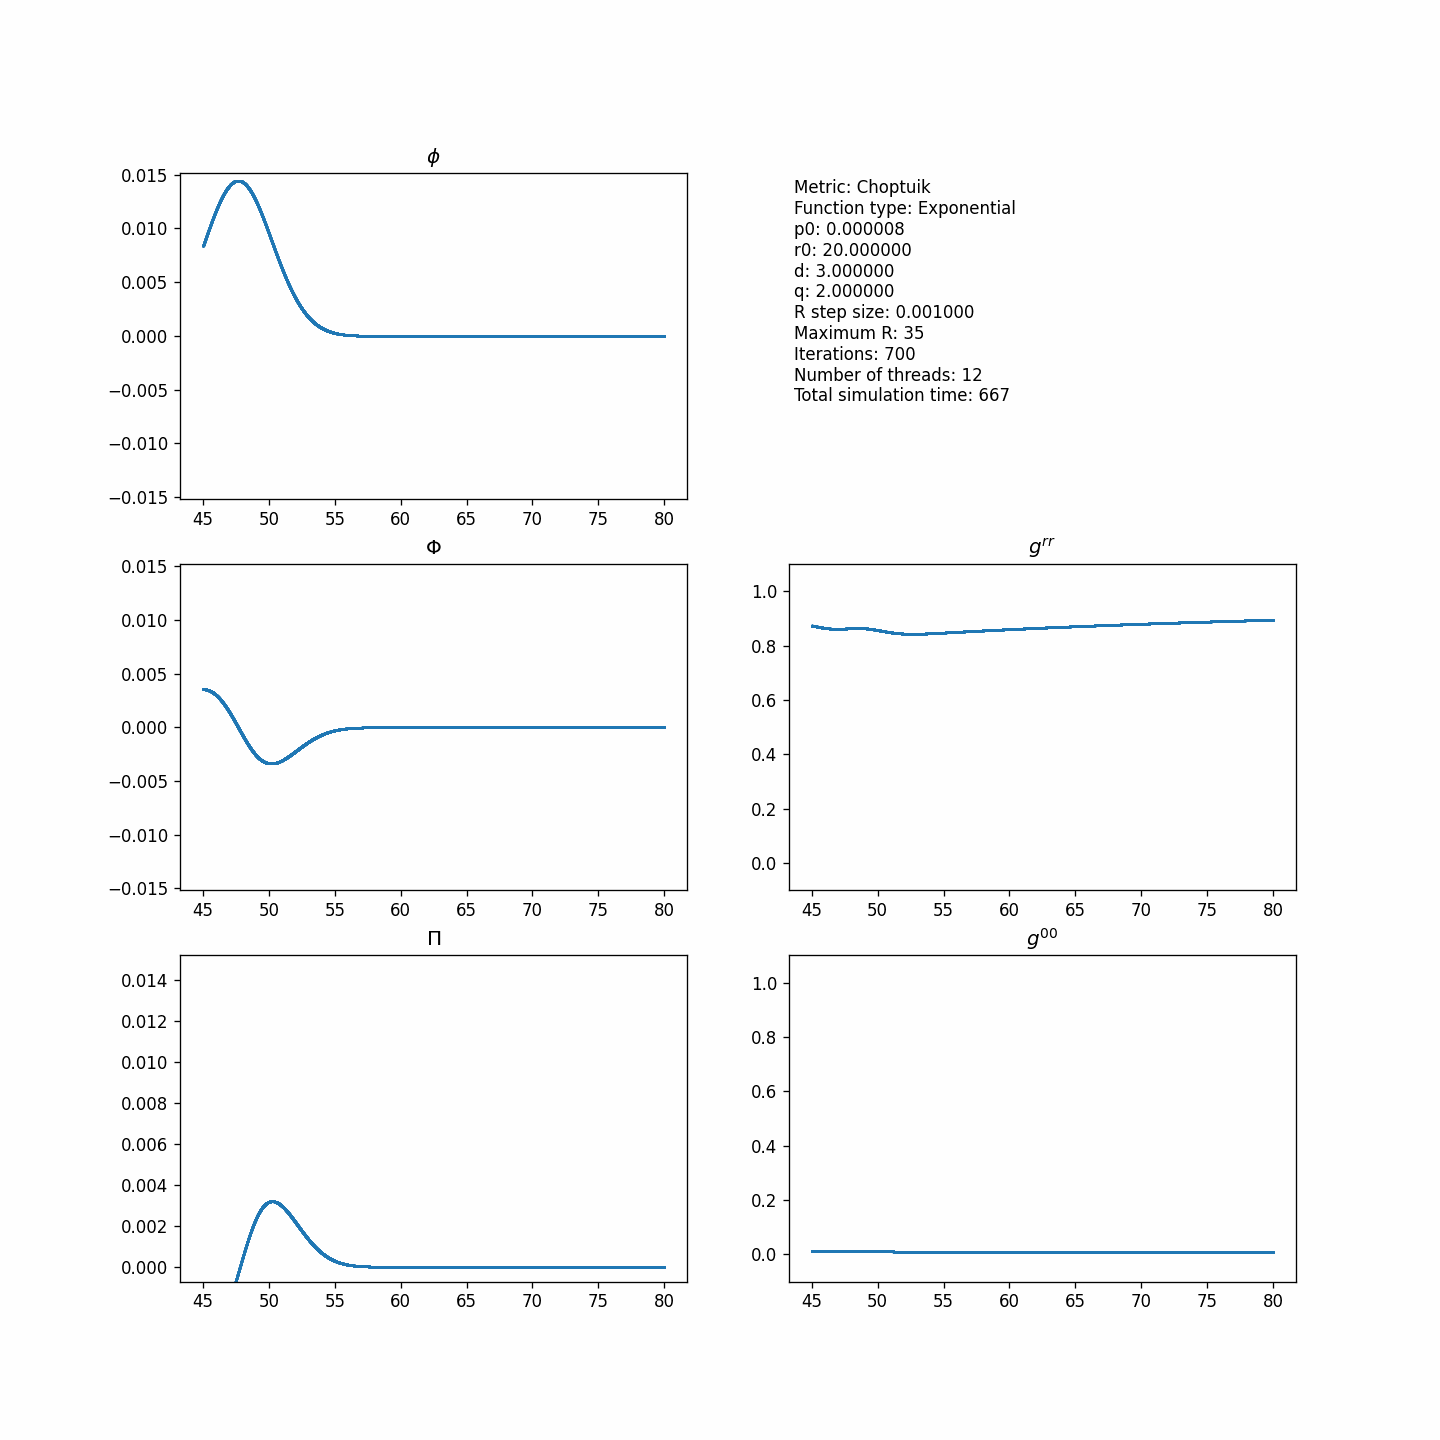 ϕ
0.015
0.010
0.005
0.000
−0.005
−0.010
−0.015
45 50 55 60 65 70 75 80
Metric: Choptuik
Function type: Exponential
p0: 0.000008
r0: 20.000000
d: 3.000000
q: 2.000000
R step size: 0.001000
Maximum R: 35
Iterations: 700
Number of threads: 12
Total simulation time: 667
Φ
0.015
0.010
0.005
0.000
−0.005
−0.010
−0.015
45 50 55 60 65 70 75 80
g^{rr}
1.0
0.8
0.6
0.4
0.2
0.0
45 50 55 60 65 70 75 80
Π
0.014
0.012
0.010
0.008
0.006
0.004
0.002
0.000
45 50 55 60 65 70 75 80
g^{00}
1.0
0.8
0.6
0.4
0.2
0.0
45 50 55 60 65 70 75 80